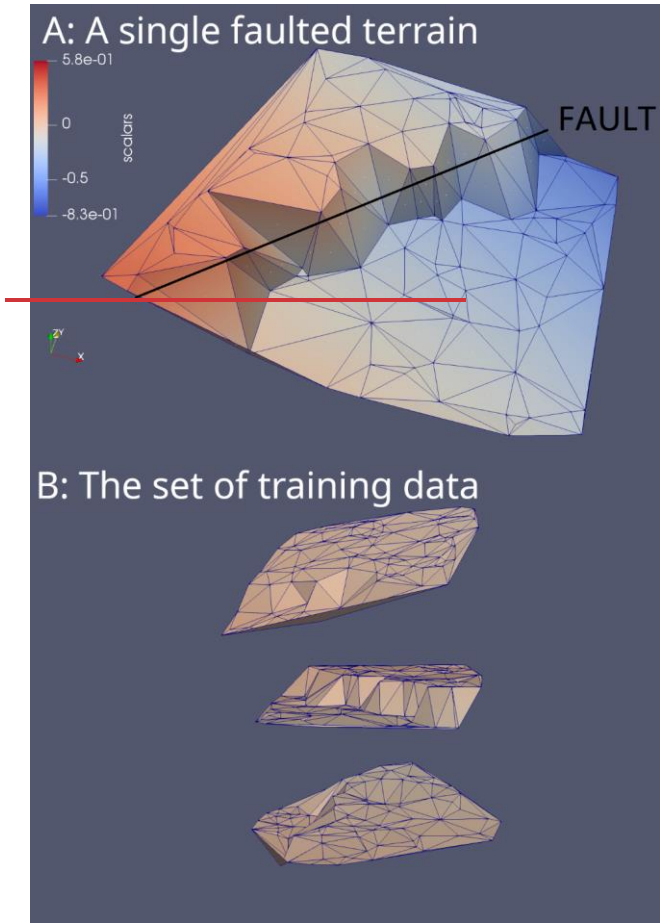 A: A single faulted terrain
5.8e-01
0
-0.5
-8.3e-01
scalars
FAULT
ZY
X
B: The set of training data